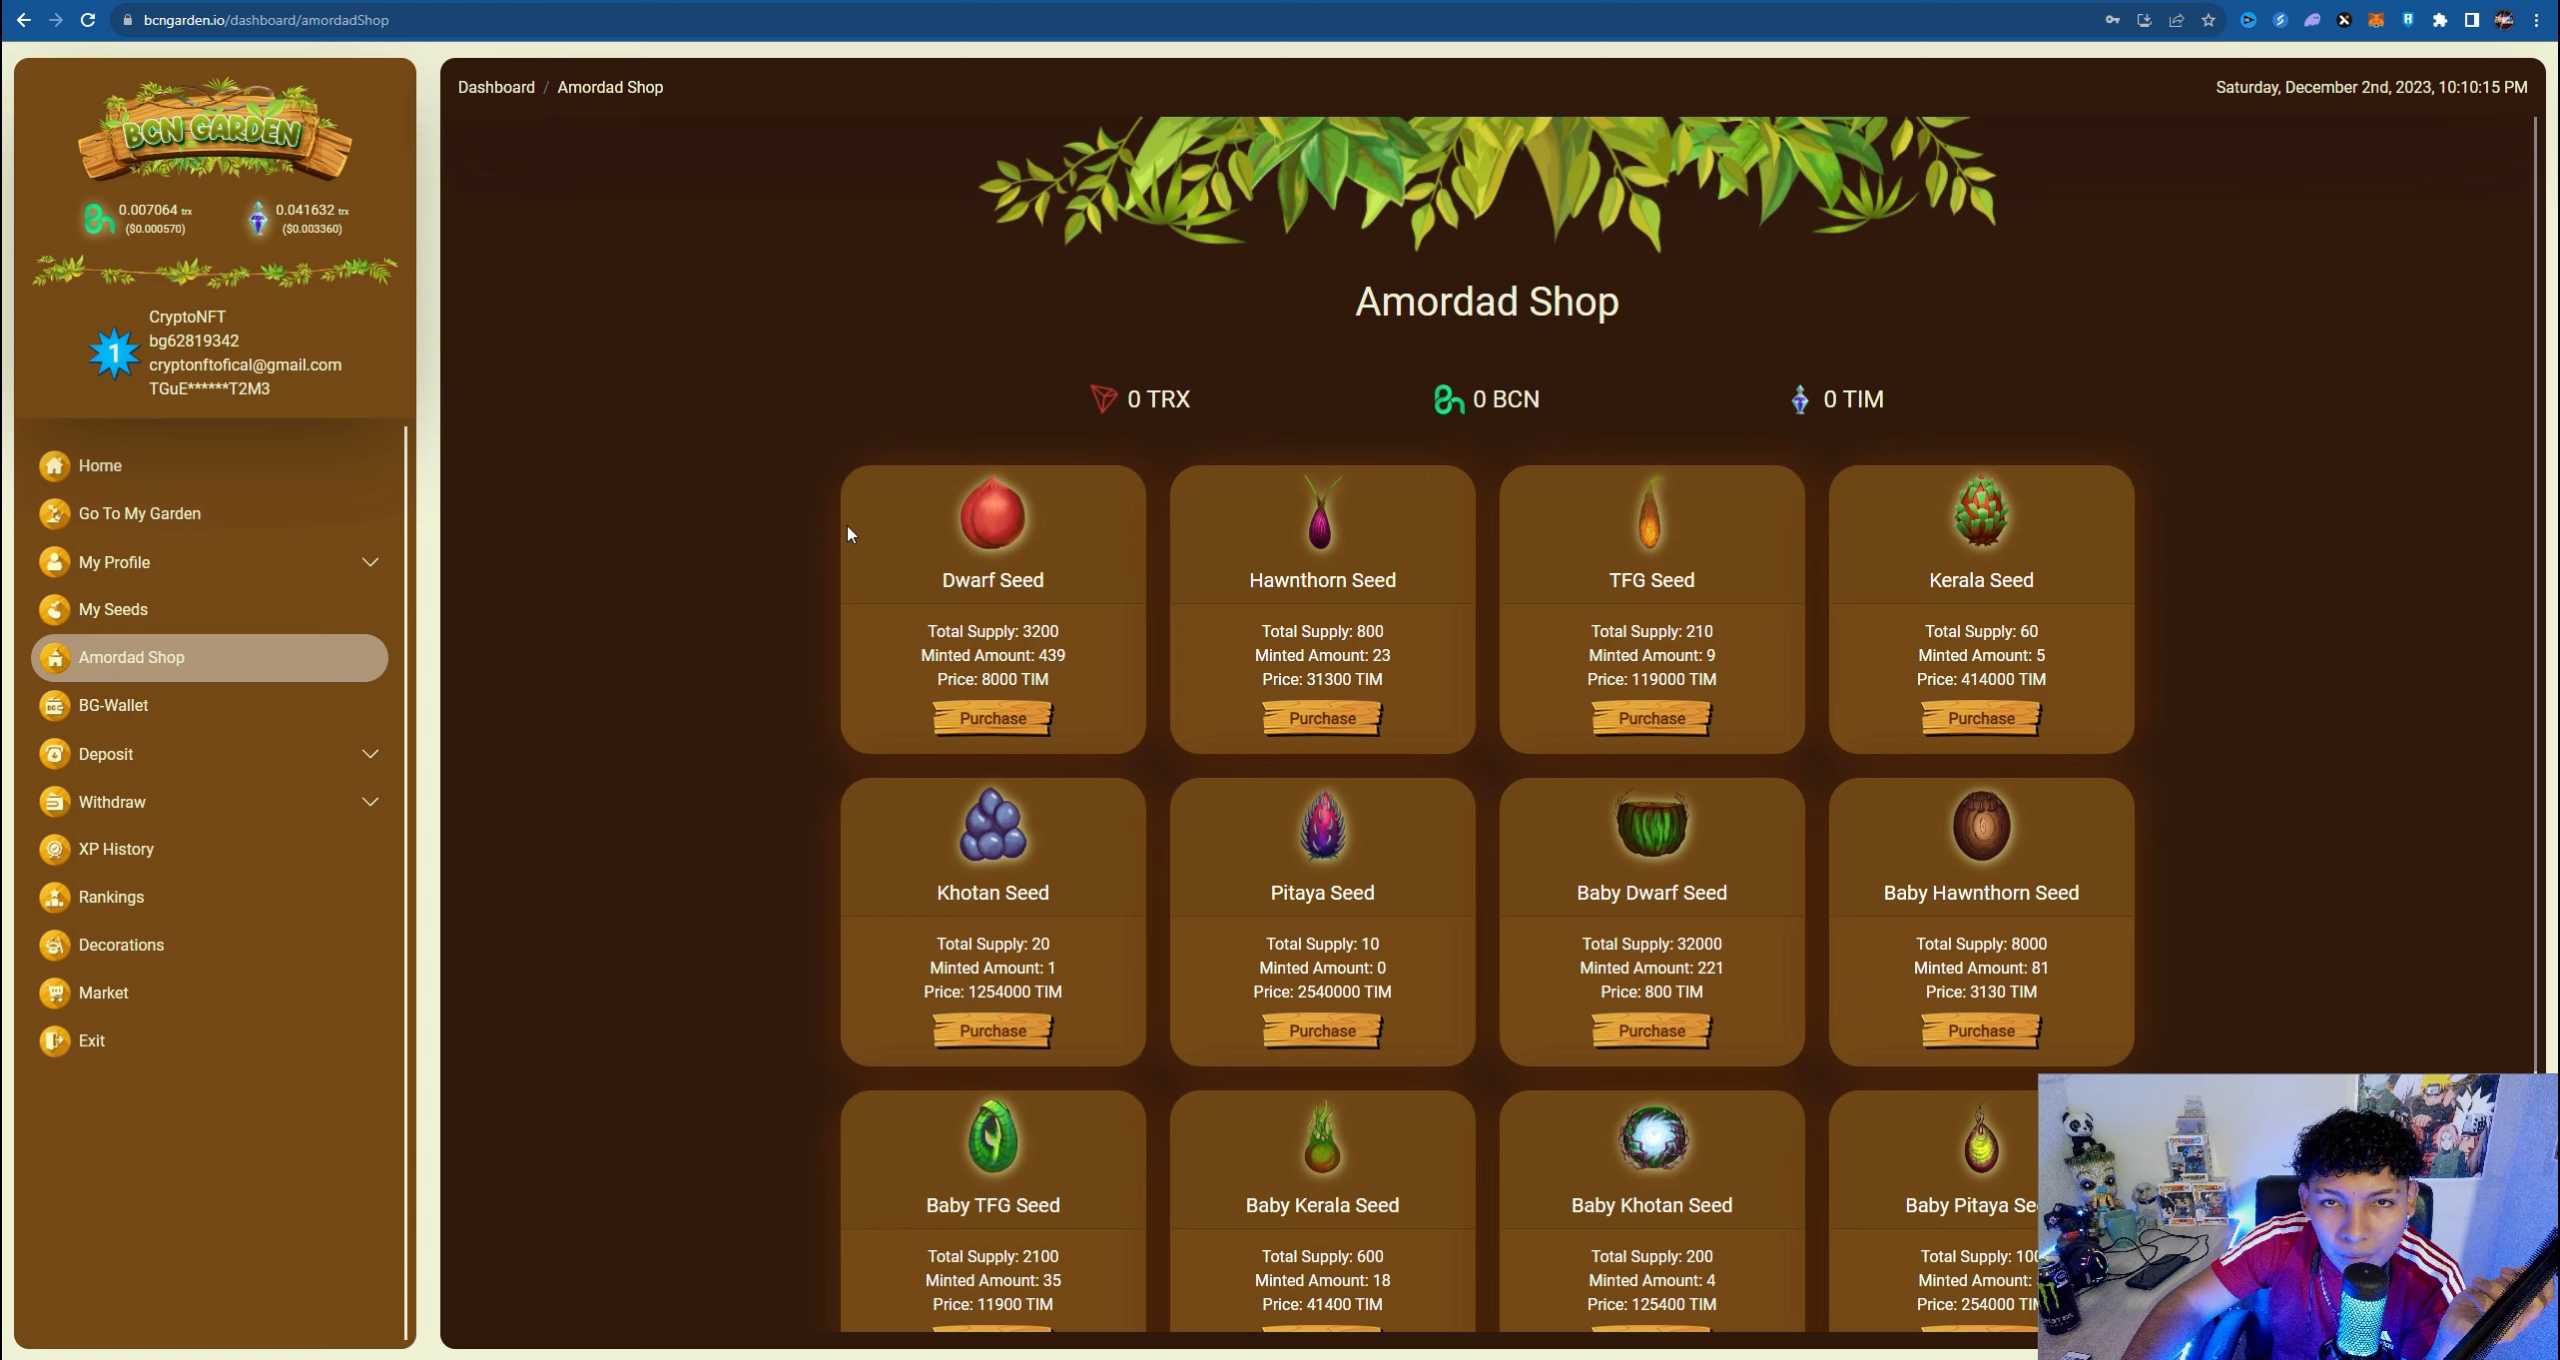 bcngarden.io/dashboard/amordadShop
BCN GARDEN
0.007064 trx
($0.000570)
0.041632 trx
($0.003360)
CryptoNFT
bg62819342
cryptonftofical@gmail.com
TGuE******T2M3
1
Home
Go To My Garden
My Profile
My Seeds
Amordad Shop
BG-Wallet
Deposit
Withdraw
XP History
Rankings
Decorations
Market
Exit
Dashboard / Amordad Shop
Saturday, December 2nd, 2023, 10:10:15 PM
Amordad Shop
0 TRX
0 BCN
0 TIM
Dwarf Seed
Total Supply: 3200
Minted Amount: 439
Price: 8000 TIM
Purchase
Hawnthorn Seed
Total Supply: 800
Minted Amount: 23
Price: 31300 TIM
Purchase
TFG Seed
Total Supply: 210
Minted Amount: 9
Price: 119000 TIM
Purchase
Kerala Seed
Total Supply: 60
Minted Amount: 5
Price: 414000 TIM
Purchase
Khotan Seed
Total Supply: 20
Minted Amount: 1
Price: 1254000 TIM
Purchase
Pitaya Seed
Total Supply: 10
Minted Amount: 0
Price: 2540000 TIM
Purchase
Baby Dwarf Seed
Total Supply: 32000
Minted Amount: 221
Price: 800 TIM
Purchase
Baby Hawnthorn Seed
Total Supply: 8000
Minted Amount: 81
Price: 3130 TIM
Purchase
Baby TFG Seed
Total Supply: 2100
Minted Amount: 35
Price: 11900 TIM
Baby Kerala Seed
Total Supply: 600
Minted Amount: 18
Price: 41400 TIM
Baby Khotan Seed
Total Supply: 200
Minted Amount: 4
Price: 125400 TIM
Baby Pitaya Se
Total Supply: 100
Minted Amount:
Price: 254000 TIM